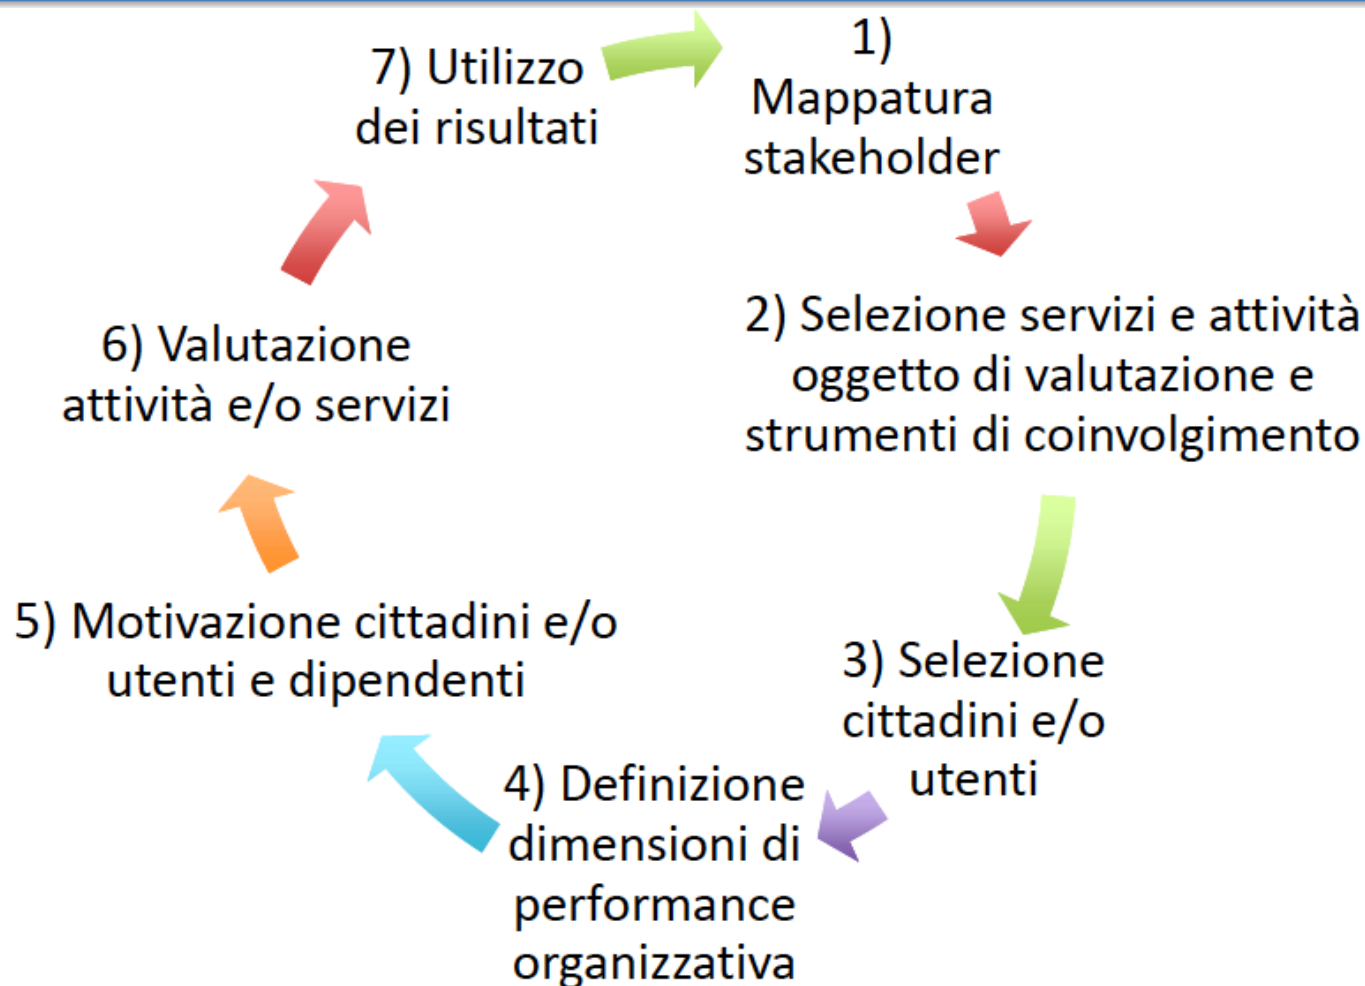 1)
Mappatura
stakeholder
2) Selezione servizi e attività
oggetto di valutazione e
strumenti di coinvolgimento
3) Selezione
cittadini e/o
utenti
4) Definizione
dimensioni di
performance
organizzativa
5) Motivazione cittadini e/o
utenti e dipendenti
6) Valutazione
attività e/o servizi
7) Utilizzo
dei risultati